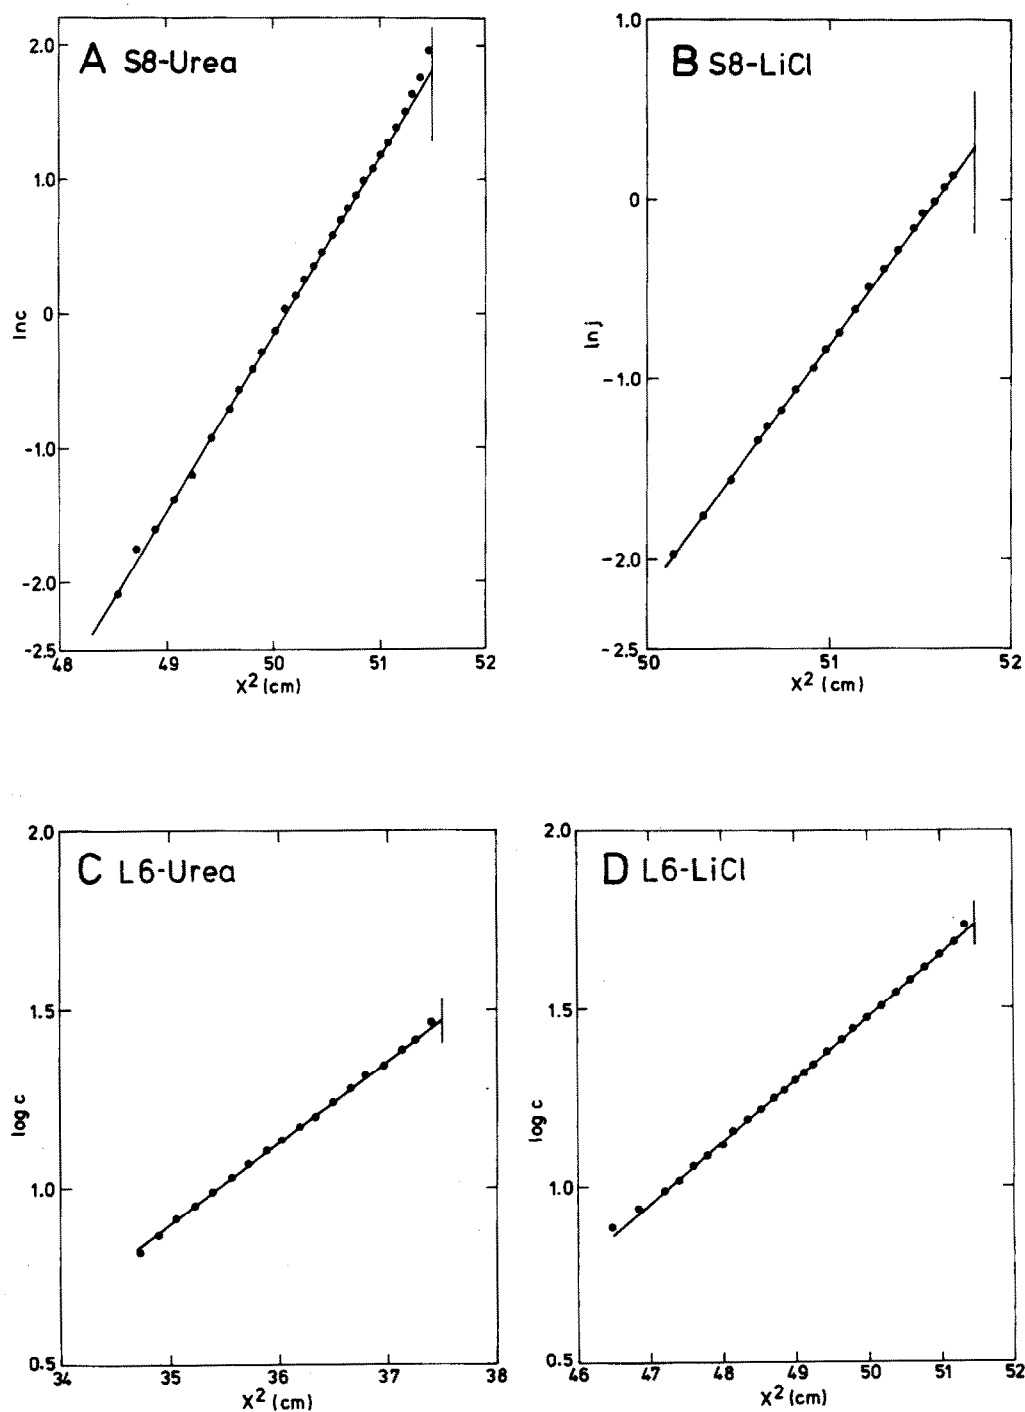 A S8-Urea
2.0
1.0
0
-1.0
-2.0
-2.5
ln c
48 49 50 51 52
X² (cm)
B S8-LiCl
1.0
0
-1.0
-2.0
-2.5
ln j
50 51 52
X² (cm)
C L6-Urea
2.0
1.5
1.0
0.5
log c
34 35 36 37 38
X² (cm)
D L6-LiCl
2.0
1.5
1.0
0.5
log c
46 47 48 49 50 51 52
X² (cm)